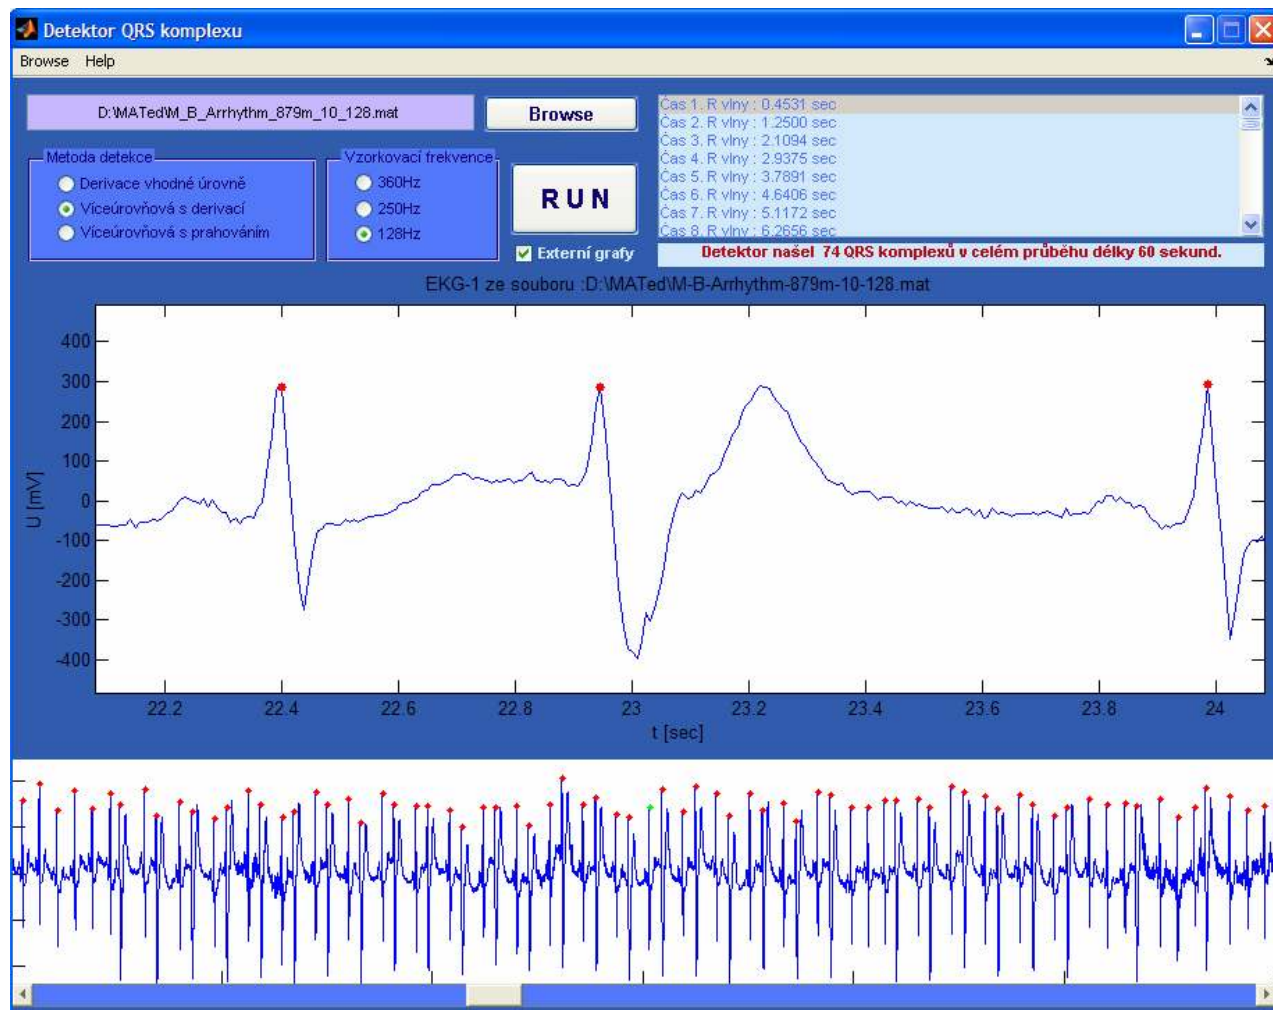 Detektor QRS komplexu
Browse Help
D:\MATed\M_B_Arrhythm_879m_10_128.mat
Browse
Čas 1. R vlny : 0.4531 sec
Čas 2. R vlny : 1.2500 sec
Čas 3. R vlny : 2.1094 sec
Čas 4. R vlny : 2.9375 sec
Čas 5. R vlny : 3.7891 sec
Čas 6. R vlny : 4.6406 sec
Čas 7. R vlny : 5.1172 sec
Čas 8. R vlny : 6.2656 sec
Metoda detekce
Derivace vhodné úrovně
Víceúrovňová s derivací
Víceúrovňová s prahováním
Vzorkovací frekvence
360Hz
250Hz
128Hz
RUN
Externí grafy
Detektor našel 74 QRS komplexů v celém průběhu délky 60 sekund.
EKG-1 ze souboru :D:\MATed\M-B-Arrhythm-879m-10-128.mat
400
300
200
100
0
-100
-200
-300
-400
U [mV]
22.2 22.4 22.6 22.8 23 23.2 23.4 23.6 23.8 24
t [sec]